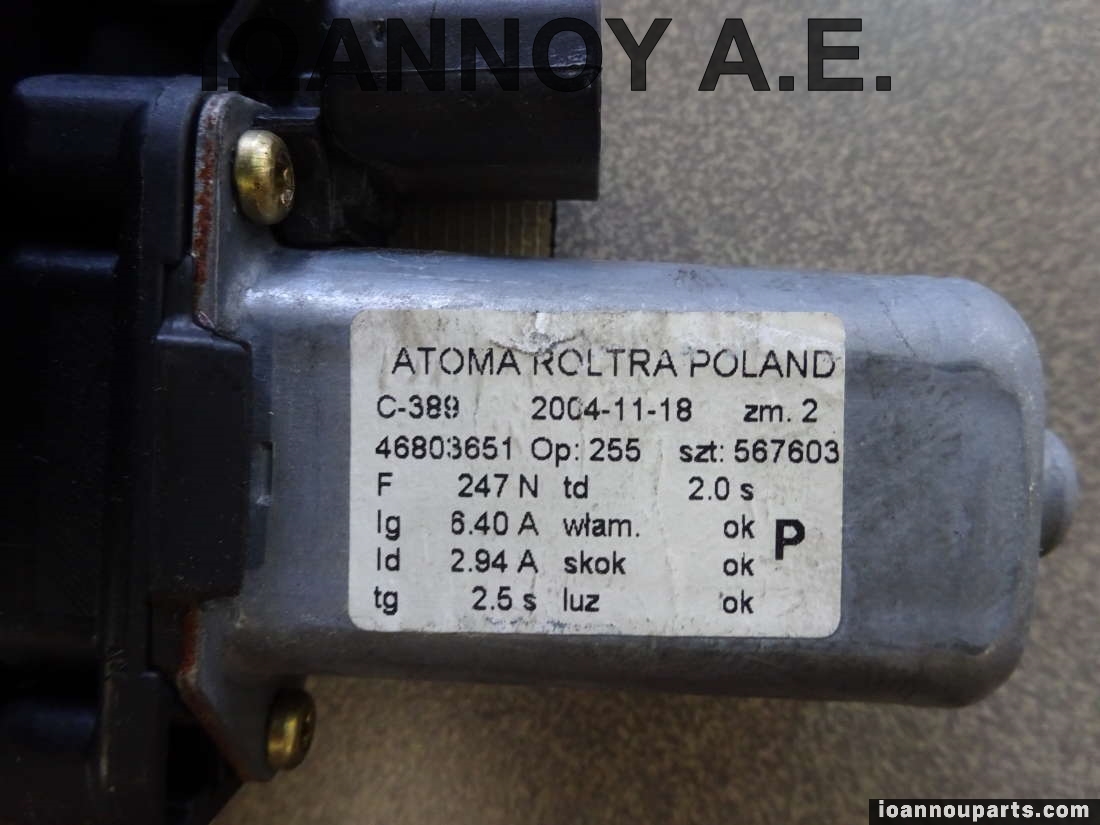 ΙΩΑΝΝΟΥ Α.Ε.
ATOMA ROLTRA POLAND
C-389 2004-11-18 zm. 2
46803651 Op: 255 szt: 567603
F 247 N td 2.0 s
Ig 6.40 A włam. ok P
Id 2.94 A skok ok
tg 2.5 s luz ok
ioannouparts.com